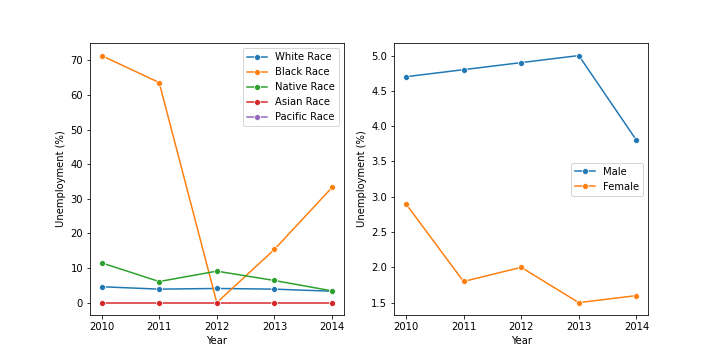 70
60
50
40
30
20
10
0
Unemployment (%)
2010 2011 2012 2013 2014
Year
White Race
Black Race
Native Race
Asian Race
Pacific Race
5.0
4.5
4.0
3.5
3.0
2.5
2.0
1.5
Unemployment (%)
2010 2011 2012 2013 2014
Year
Male
Female